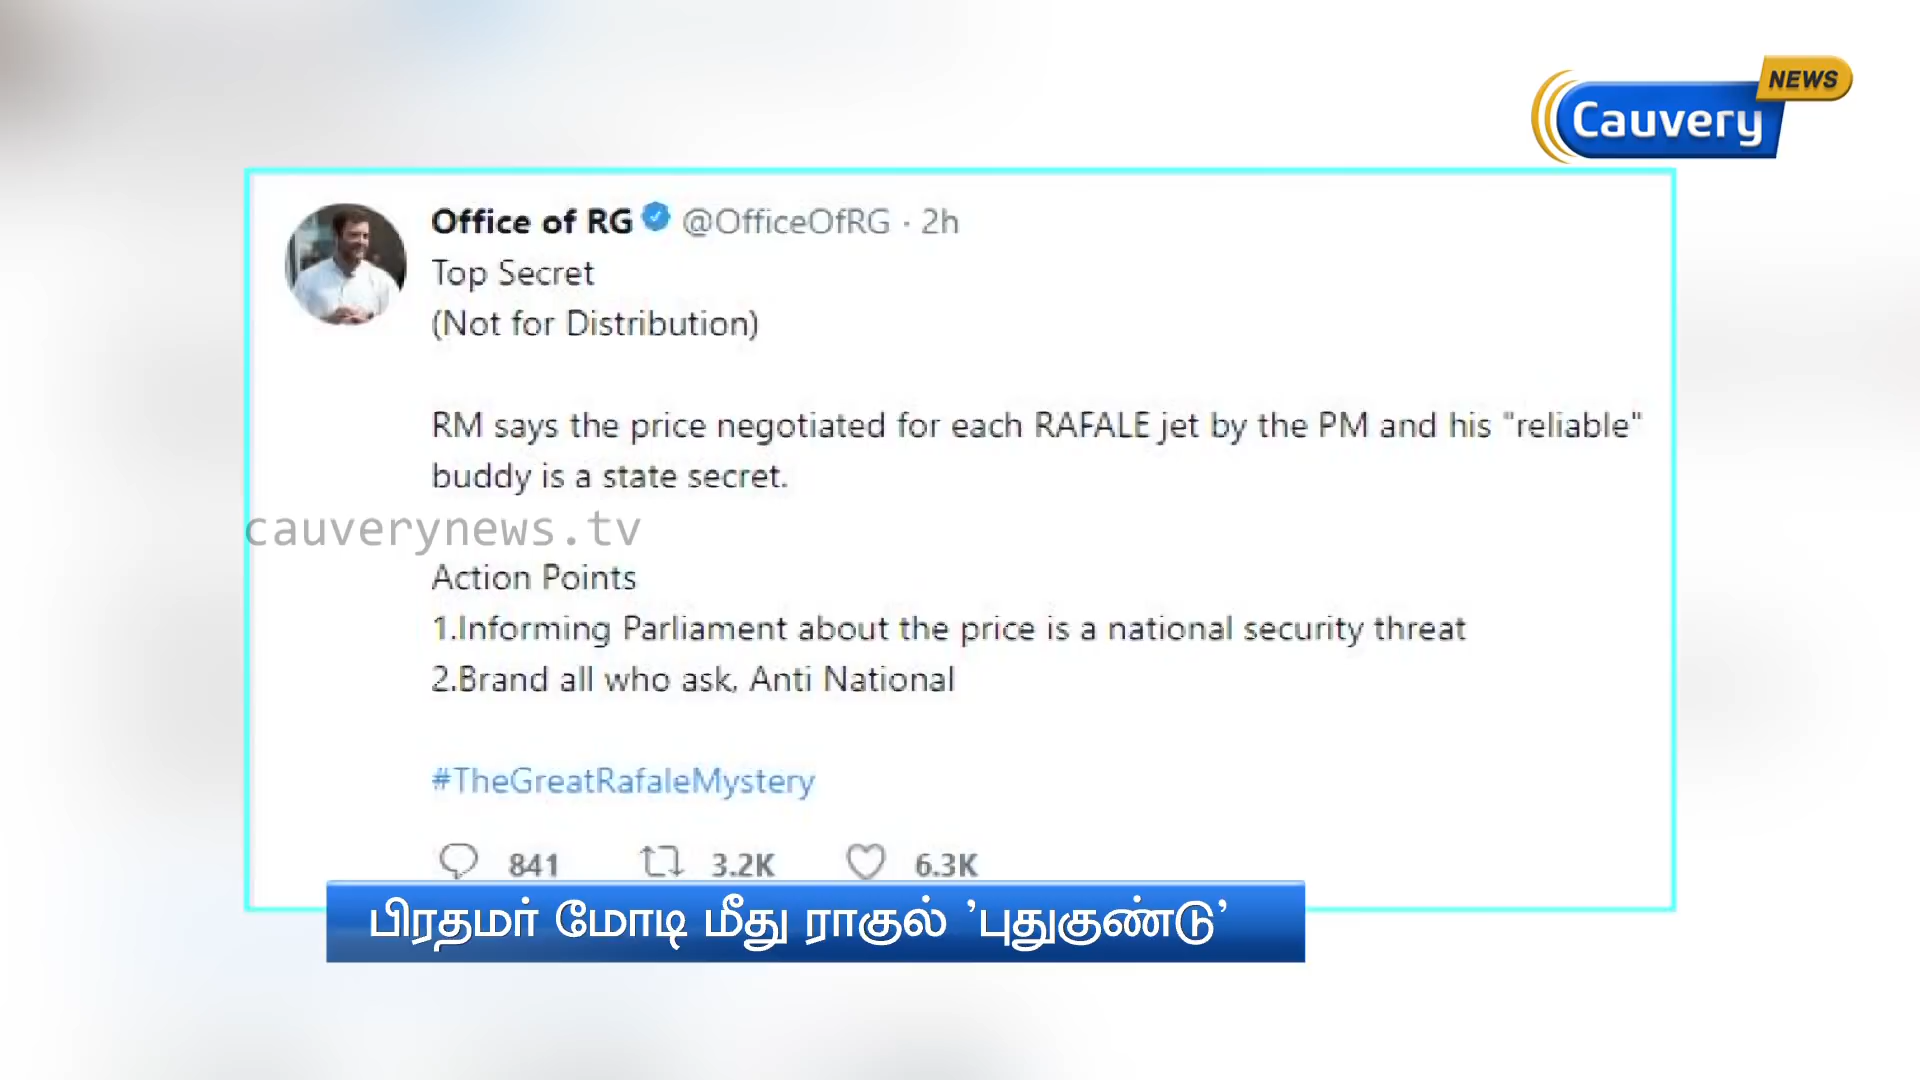 NEWS
Cauvery
Office of RG @OfficeOfRG · 2h
Top Secret
(Not for Distribution)
RM says the price negotiated for each RAFALE jet by the PM and his "reliable"
buddy is a state secret.
cauverynews.tv
Action Points
1.Informing Parliament about the price is a national security threat
2.Brand all who ask, Anti National
#TheGreatRafaleMystery
841 3.2K 6.3K
பிரதமர் மோடி மீது ராகுல் 'புதுகுண்டு'